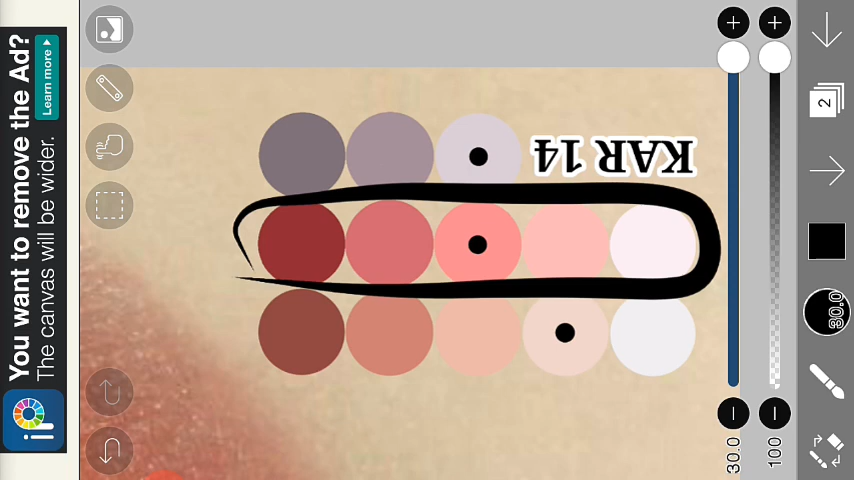 You want to remove the Ad?
The canvas will be wider.
Learn more
KAR 14
2
30.0
30.0
100